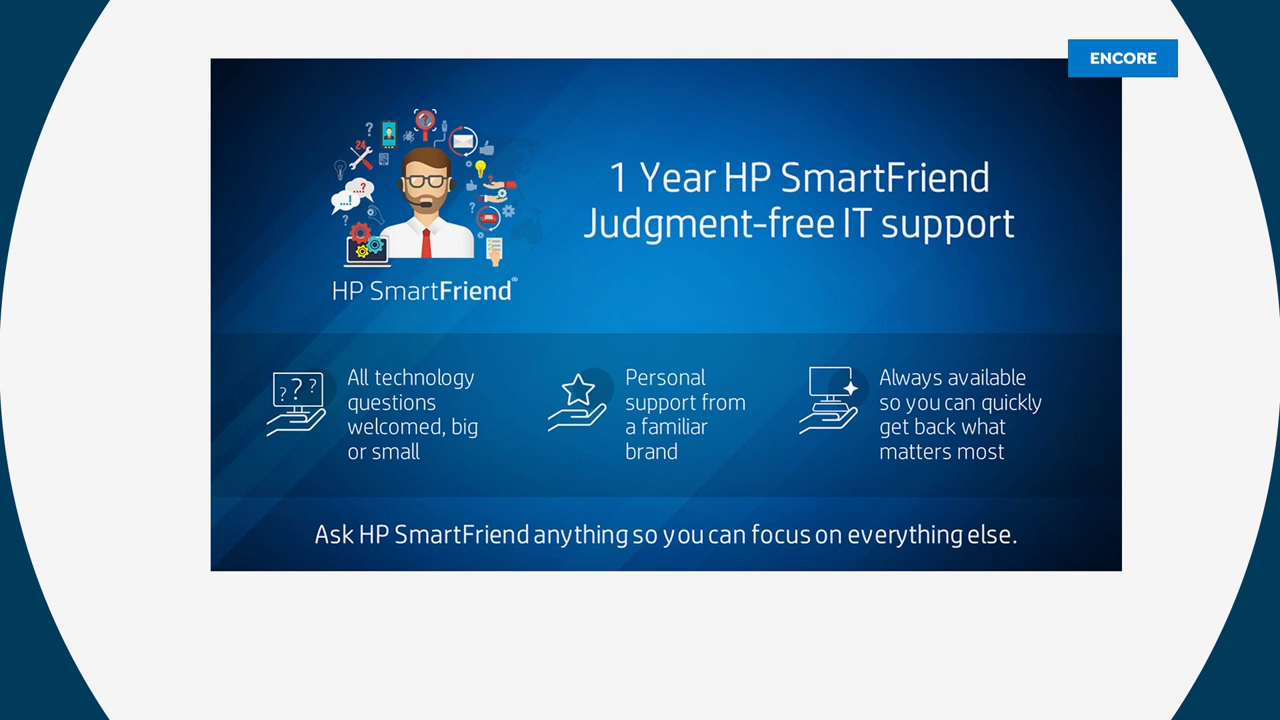 ENCORE
1 Year HP SmartFriend
Judgment-free IT support
HP SmartFriend®
All technology
questions
welcomed, big
or small
Personal
support from
a familiar
brand
Always available
so you can quickly
get back what
matters most
Ask HP SmartFriend anything so you can focus on everything else.